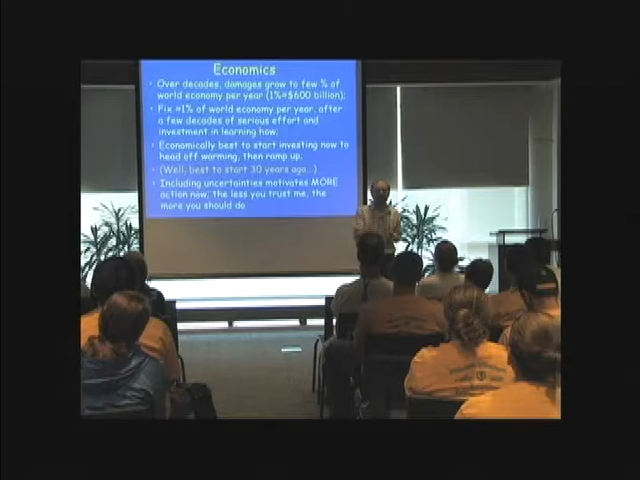 Economics
• Over decades, damages grow to few % of
world economy per year (1%≈$600 billion);
• Fix ≈1% of world economy per year, after
a few decades of serious effort and
investment in learning how.
• Economically best to start investing now to
head off warming, then ramp up.
• (Well, best to start 30 years ago...)
• Including uncertainties motivates MORE
action now; the less you trust me, the
more you should do